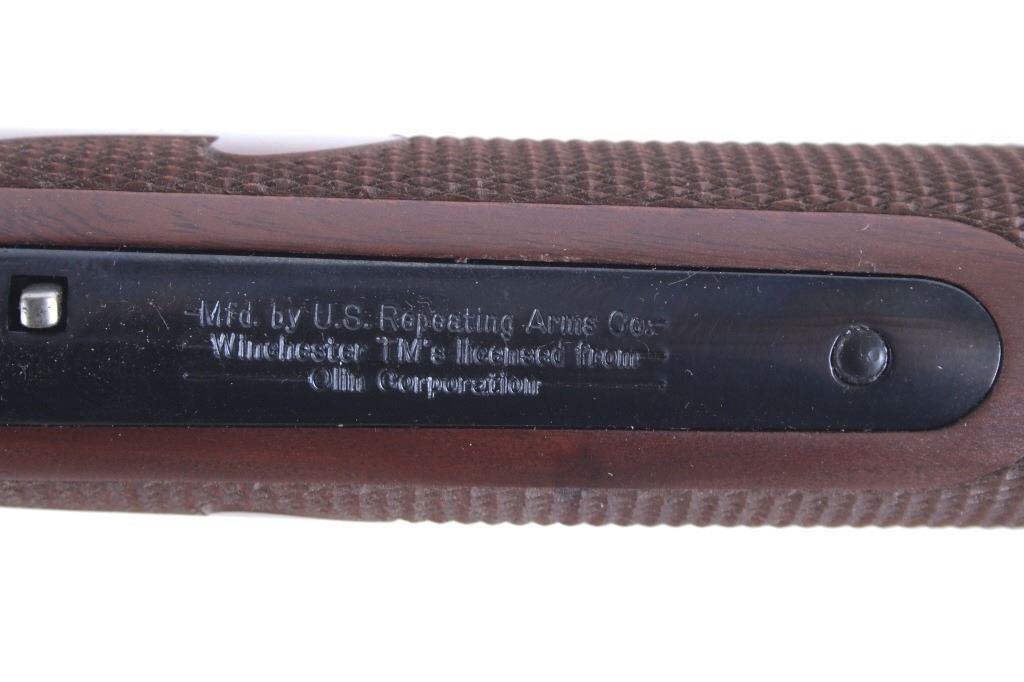 Mfd. by U.S. Repeating Arms Co.
Winchester TM's licensed from
Olin Corporation